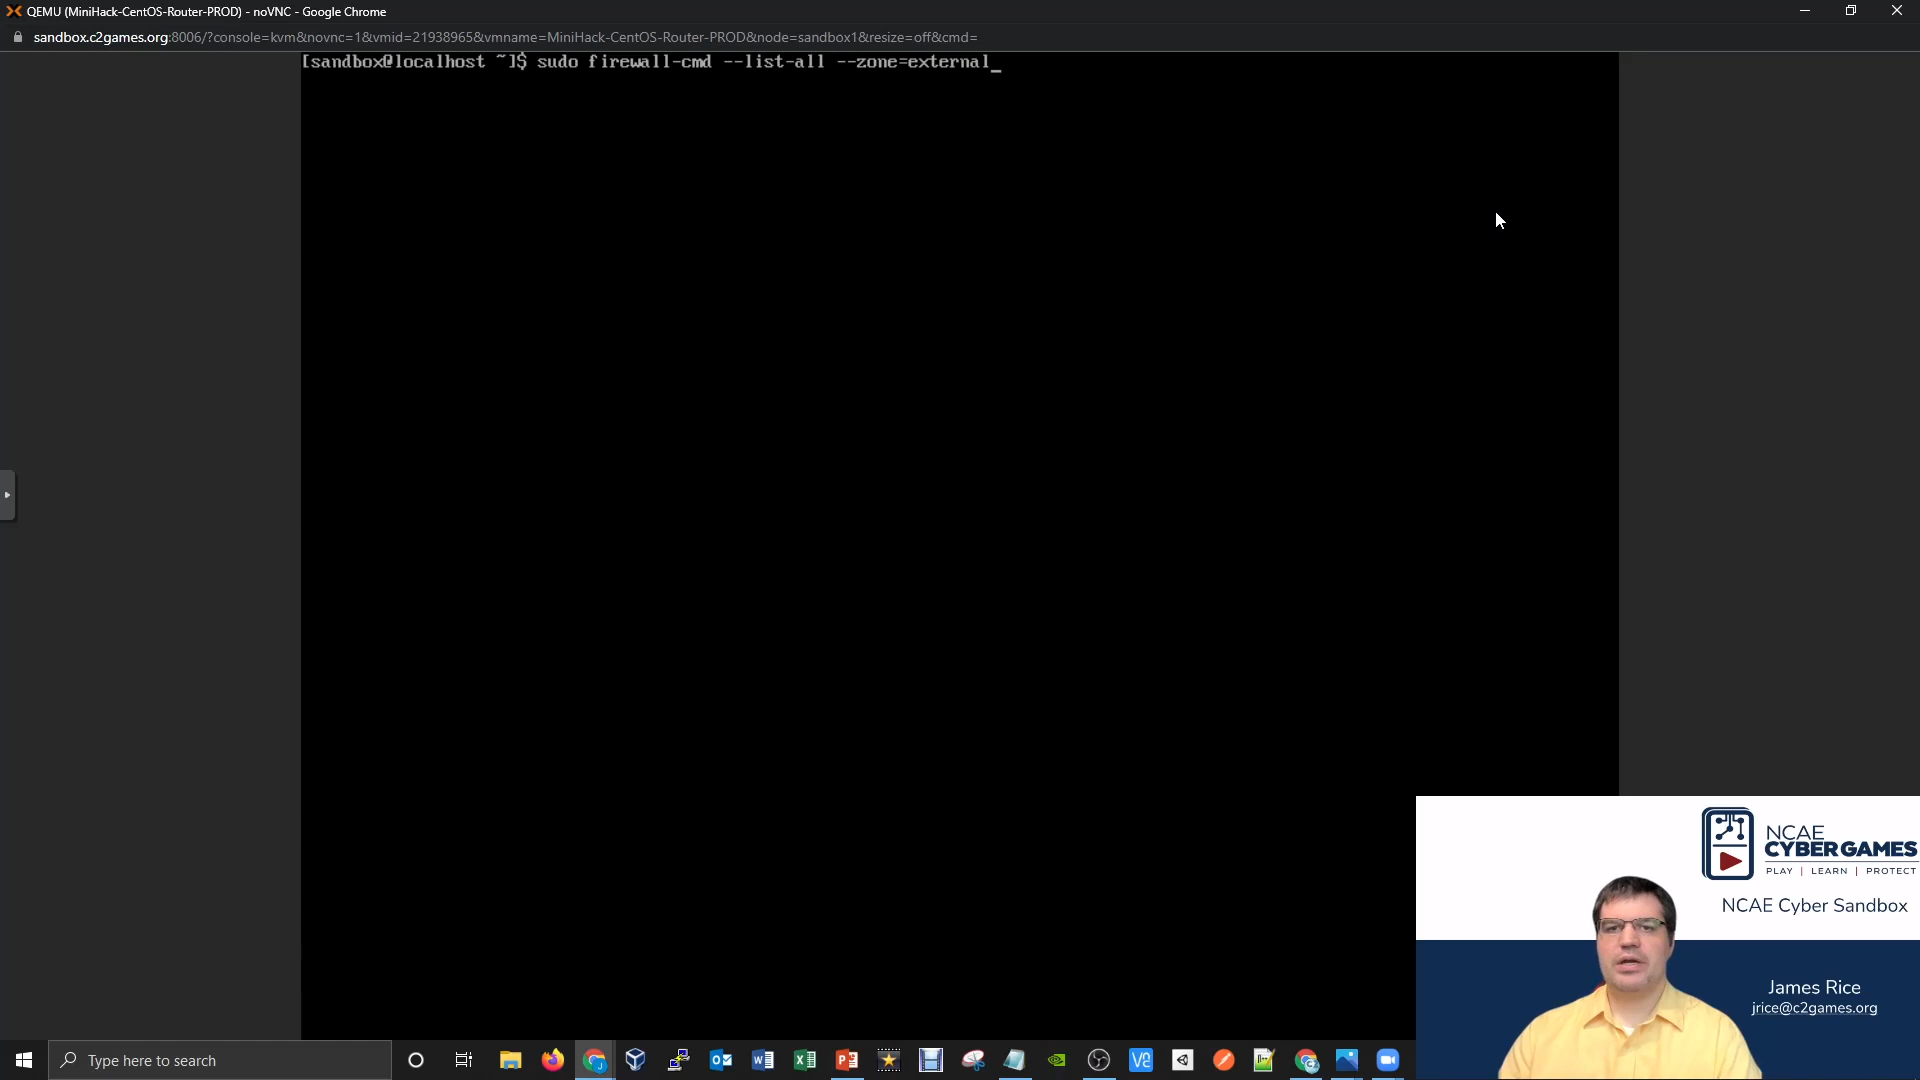 QEMU (MiniHack-CentOS-Router-PROD) - noVNC - Google Chrome
sandbox.c2games.org:8006/?console=kvm&novnc=1&vmid=21938965&vmname=MiniHack-CentOS-Router-PROD&node=sandbox1&resize=off&cmd=
[sandbox@localhost ~]$ sudo firewall-cmd --list-all --zone=external_
NCAE
CYBERGAMES
PLAY | LEARN | PROTECT
NCAE Cyber Sandbox
James Rice
jrice@c2games.org
Type here to search